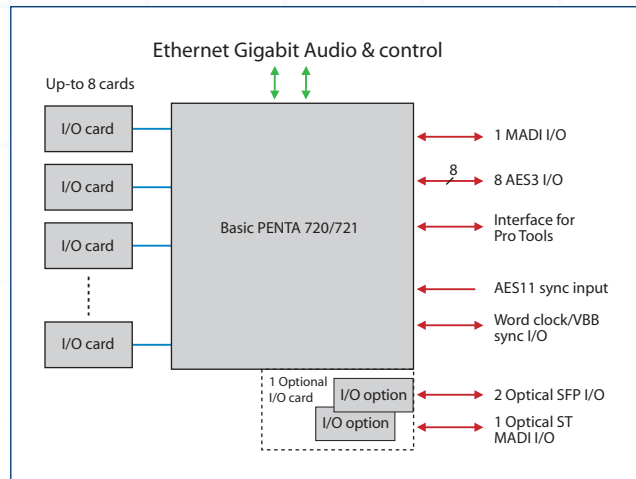 Ethernet Gigabit Audio & control
Up-to 8 cards
I/O card
I/O card
I/O card
I/O card
Basic PENTA 720/721
1 MADI I/O
8
8 AES3 I/O
Interface for
Pro Tools
AES11 sync input
Word clock/VBB
sync I/O
1 Optional
I/O card
I/O option
I/O option
2 Optical SFP I/O
1 Optical ST
MADI I/O